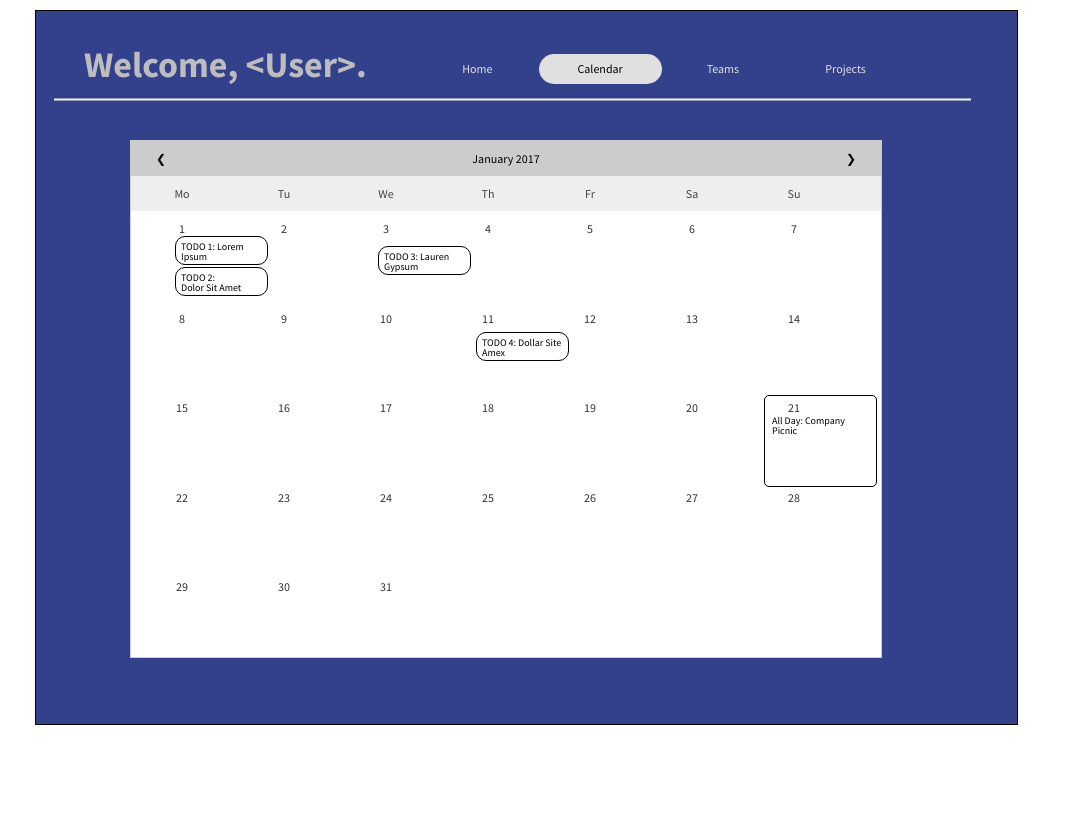 Welcome, <User>.
Home Calendar Teams Projects
❮ January 2017 ❯
Mo Tu We Th Fr Sa Su
1 2 3 4 5 6 7
TODO 1: Lorem
Ipsum
TODO 2:
Dolor Sit Amet
TODO 3: Lauren
Gypsum
8 9 10 11 12 13 14
TODO 4: Dollar Site
Amex
15 16 17 18 19 20 21
All Day: Company
Picnic
22 23 24 25 26 27 28
29 30 31